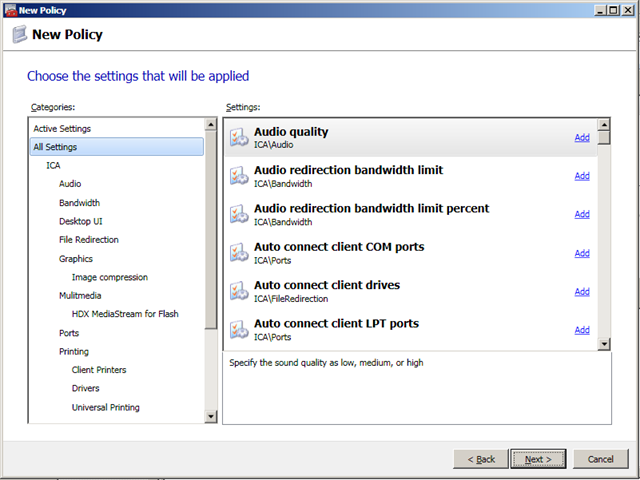 New Policy
New Policy
Choose the settings that will be applied
Categories:
Active Settings
All Settings
ICA
Audio
Bandwidth
Desktop UI
File Redirection
Graphics
Image compression
Mulitmedia
HDX MediaStream for Flash
Ports
Printing
Client Printers
Drivers
Universal Printing
Settings:
Audio quality
ICA\Audio
Add
Audio redirection bandwidth limit
ICA\Bandwidth
Add
Audio redirection bandwidth limit percent
ICA\Bandwidth
Add
Auto connect client COM ports
ICA\Ports
Add
Auto connect client drives
ICA\FileRedirection
Add
Auto connect client LPT ports
ICA\Ports
Add
Specify the sound quality as low, medium, or high
< Back
Next >
Cancel